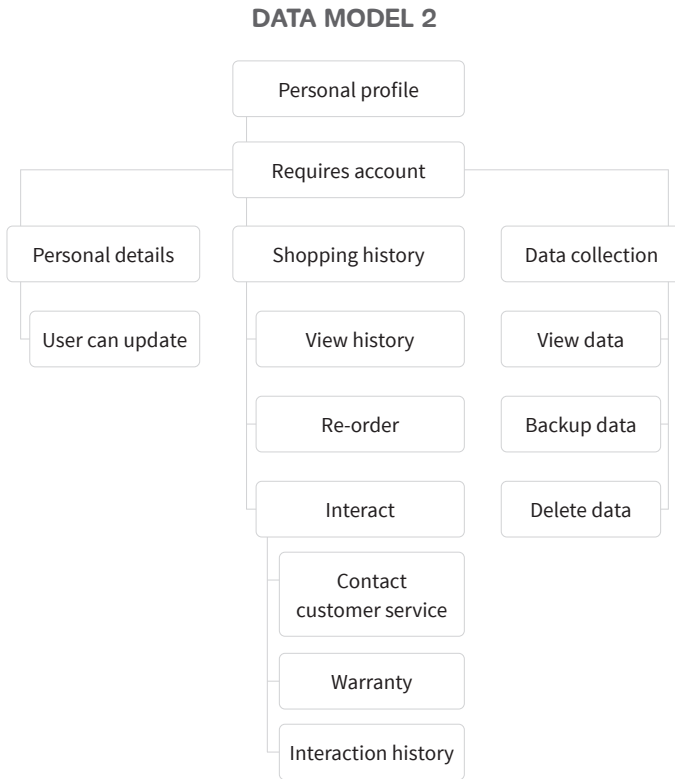 DATA MODEL 2
Personal profile
Requires account
Personal details
Shopping history
Data collection
User can update
View history
View data
Re-order
Backup data
Interact
Delete data
Contact
customer service
Warranty
Interaction history